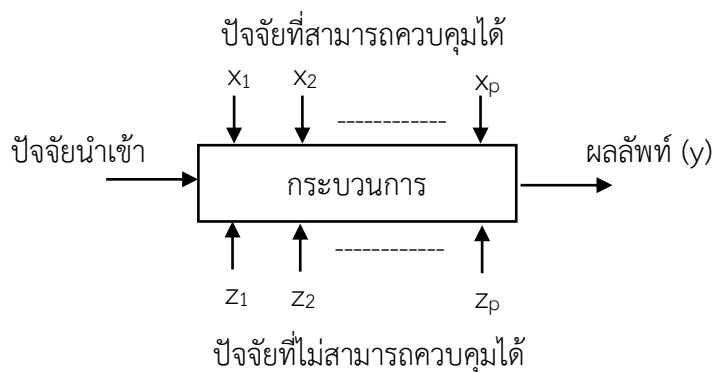 ปัจจัยที่สามารถควบคุมได้
x1 x2 ------------ xp
ปัจจัยนำเข้า
ผลลัพท์ (y)
กระบวนการ
------------
z1 z2 zp
ปัจจัยที่ไม่สามารถควบคุมได้